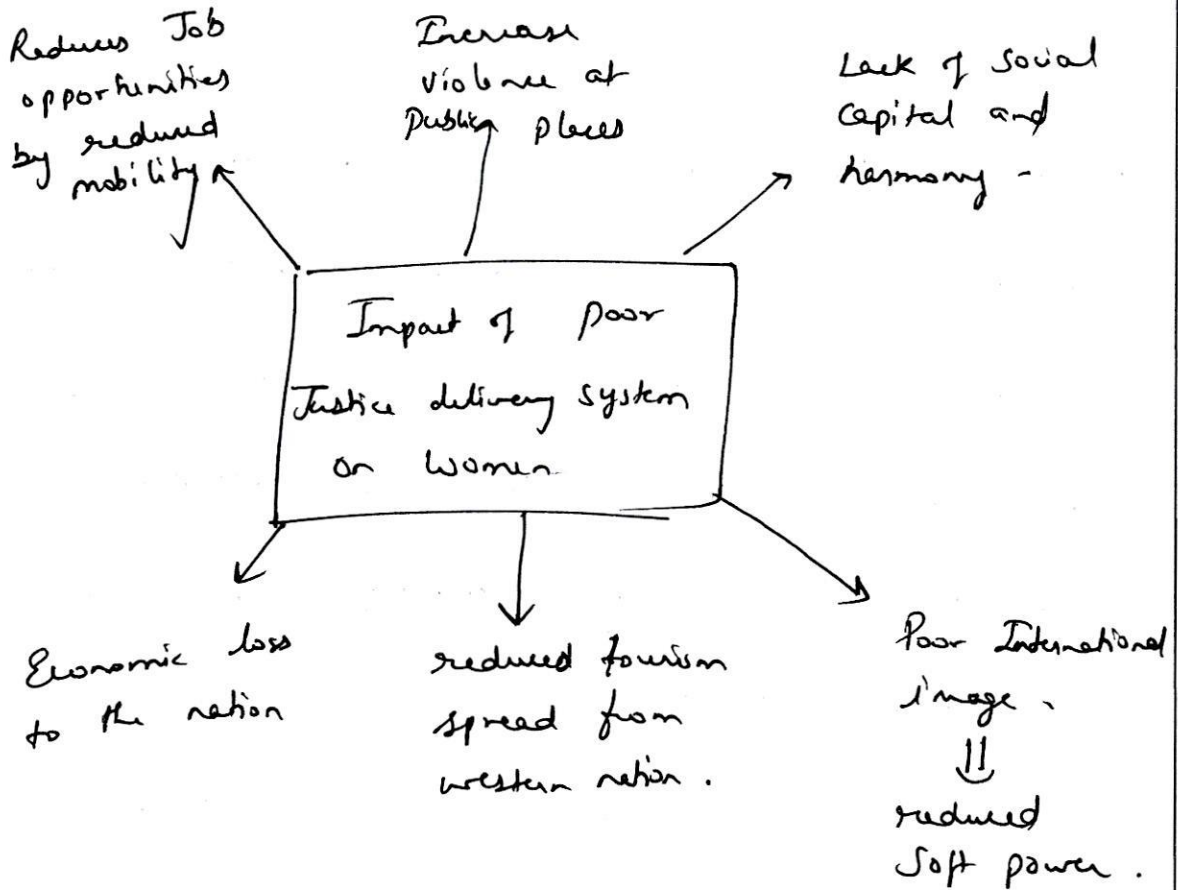 Reduces Job
opportunities
by reduced
mobility
Increase
violence at
Public places
Lack of Social
Capital and
harmony -
Impact of Poor
Justice delivery system
on Women
Economic loss
to the nation
reduced tourism
spread from
western nation.
Poor International
image.
reduced
Soft power.